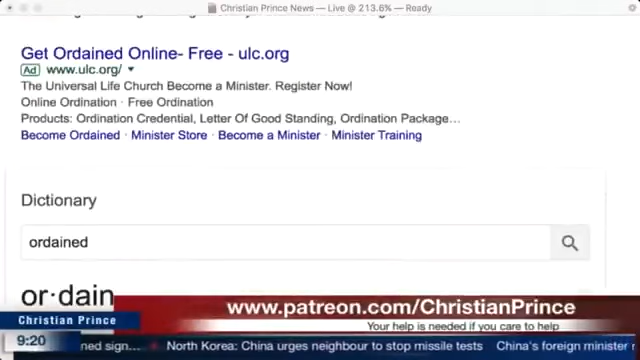 Christian Prince News — Live @ 213.6% — Ready
Get Ordained Online- Free - ulc.org
Ad www.ulc.org/
The Universal Life Church Become a Minister. Register Now!
Online Ordination · Free Ordination
Products: Ordination Credential, Letter Of Good Standing, Ordination Package...
Become Ordained · Minister Store · Become a Minister · Minister Training
Dictionary
ordained
or·dain
www.patreon.com/ChristianPrince
Christian Prince
Your help is needed if you care to help
9:20
ned sign... North Korea: China urges neighbour to stop missile tests China's foreign minister